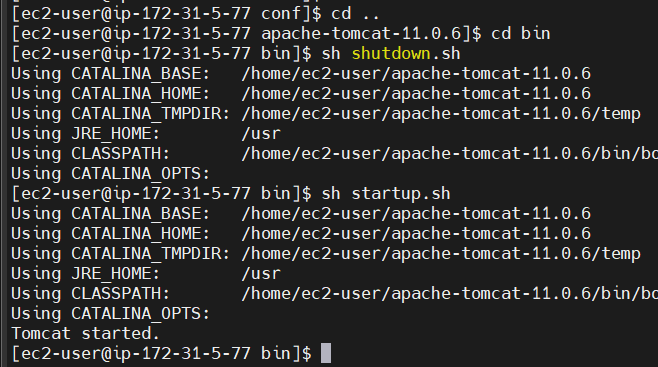 [ec2-user@ip-172-31-5-77 conf]$ cd ..
[ec2-user@ip-172-31-5-77 apache-tomcat-11.0.6]$ cd bin
[ec2-user@ip-172-31-5-77 bin]$ sh shutdown.sh
Using CATALINA_BASE:   /home/ec2-user/apache-tomcat-11.0.6
Using CATALINA_HOME:   /home/ec2-user/apache-tomcat-11.0.6
Using CATALINA_TMPDIR: /home/ec2-user/apache-tomcat-11.0.6/temp
Using JRE_HOME:        /usr
Using CLASSPATH:       /home/ec2-user/apache-tomcat-11.0.6/bin/bo
Using CATALINA_OPTS:
[ec2-user@ip-172-31-5-77 bin]$ sh startup.sh
Using CATALINA_BASE:   /home/ec2-user/apache-tomcat-11.0.6
Using CATALINA_HOME:   /home/ec2-user/apache-tomcat-11.0.6
Using CATALINA_TMPDIR: /home/ec2-user/apache-tomcat-11.0.6/temp
Using JRE_HOME:        /usr
Using CLASSPATH:       /home/ec2-user/apache-tomcat-11.0.6/bin/bo
Using CATALINA_OPTS:
Tomcat started.
[ec2-user@ip-172-31-5-77 bin]$